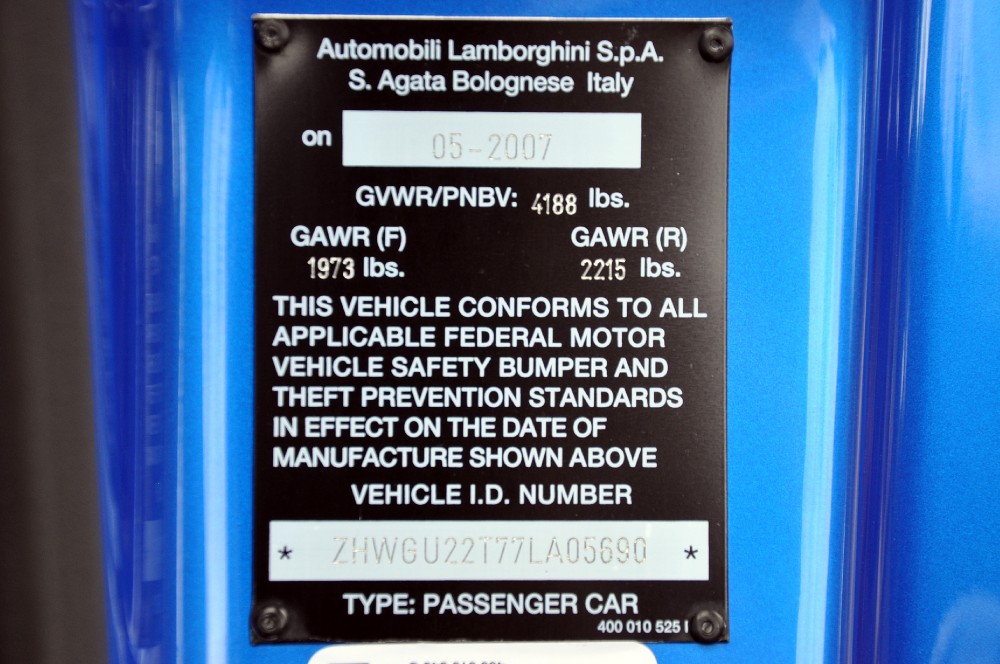 Automobili Lamborghini S.p.A.
S. Agata Bolognese Italy
on 05-2007
GVWR/PNBV: 4188 lbs.
GAWR (F) GAWR (R)
1973 lbs. 2215 lbs.
THIS VEHICLE CONFORMS TO ALL
APPLICABLE FEDERAL MOTOR
VEHICLE SAFETY BUMPER AND
THEFT PREVENTION STANDARDS
IN EFFECT ON THE DATE OF
MANUFACTURE SHOWN ABOVE
VEHICLE I.D. NUMBER
* ZHWGU22T77LA05690 *
TYPE: PASSENGER CAR
400 010 525